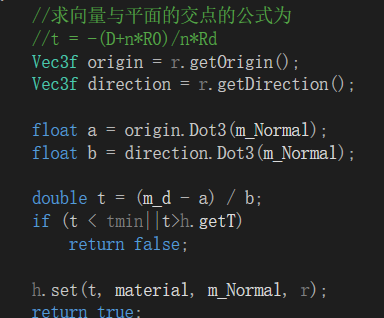 //求向量与平面的交点的公式为
//t = -(D+n*R0)/n*Rd
Vec3f origin = r.getOrigin();
Vec3f direction = r.getDirection();
float a = origin.Dot3(m_Normal);
float b = direction.Dot3(m_Normal);
double t = (m_d - a) / b;
if (t < tmin||t>h.getT)
return false;
h.set(t, material, m_Normal, r);
return true;